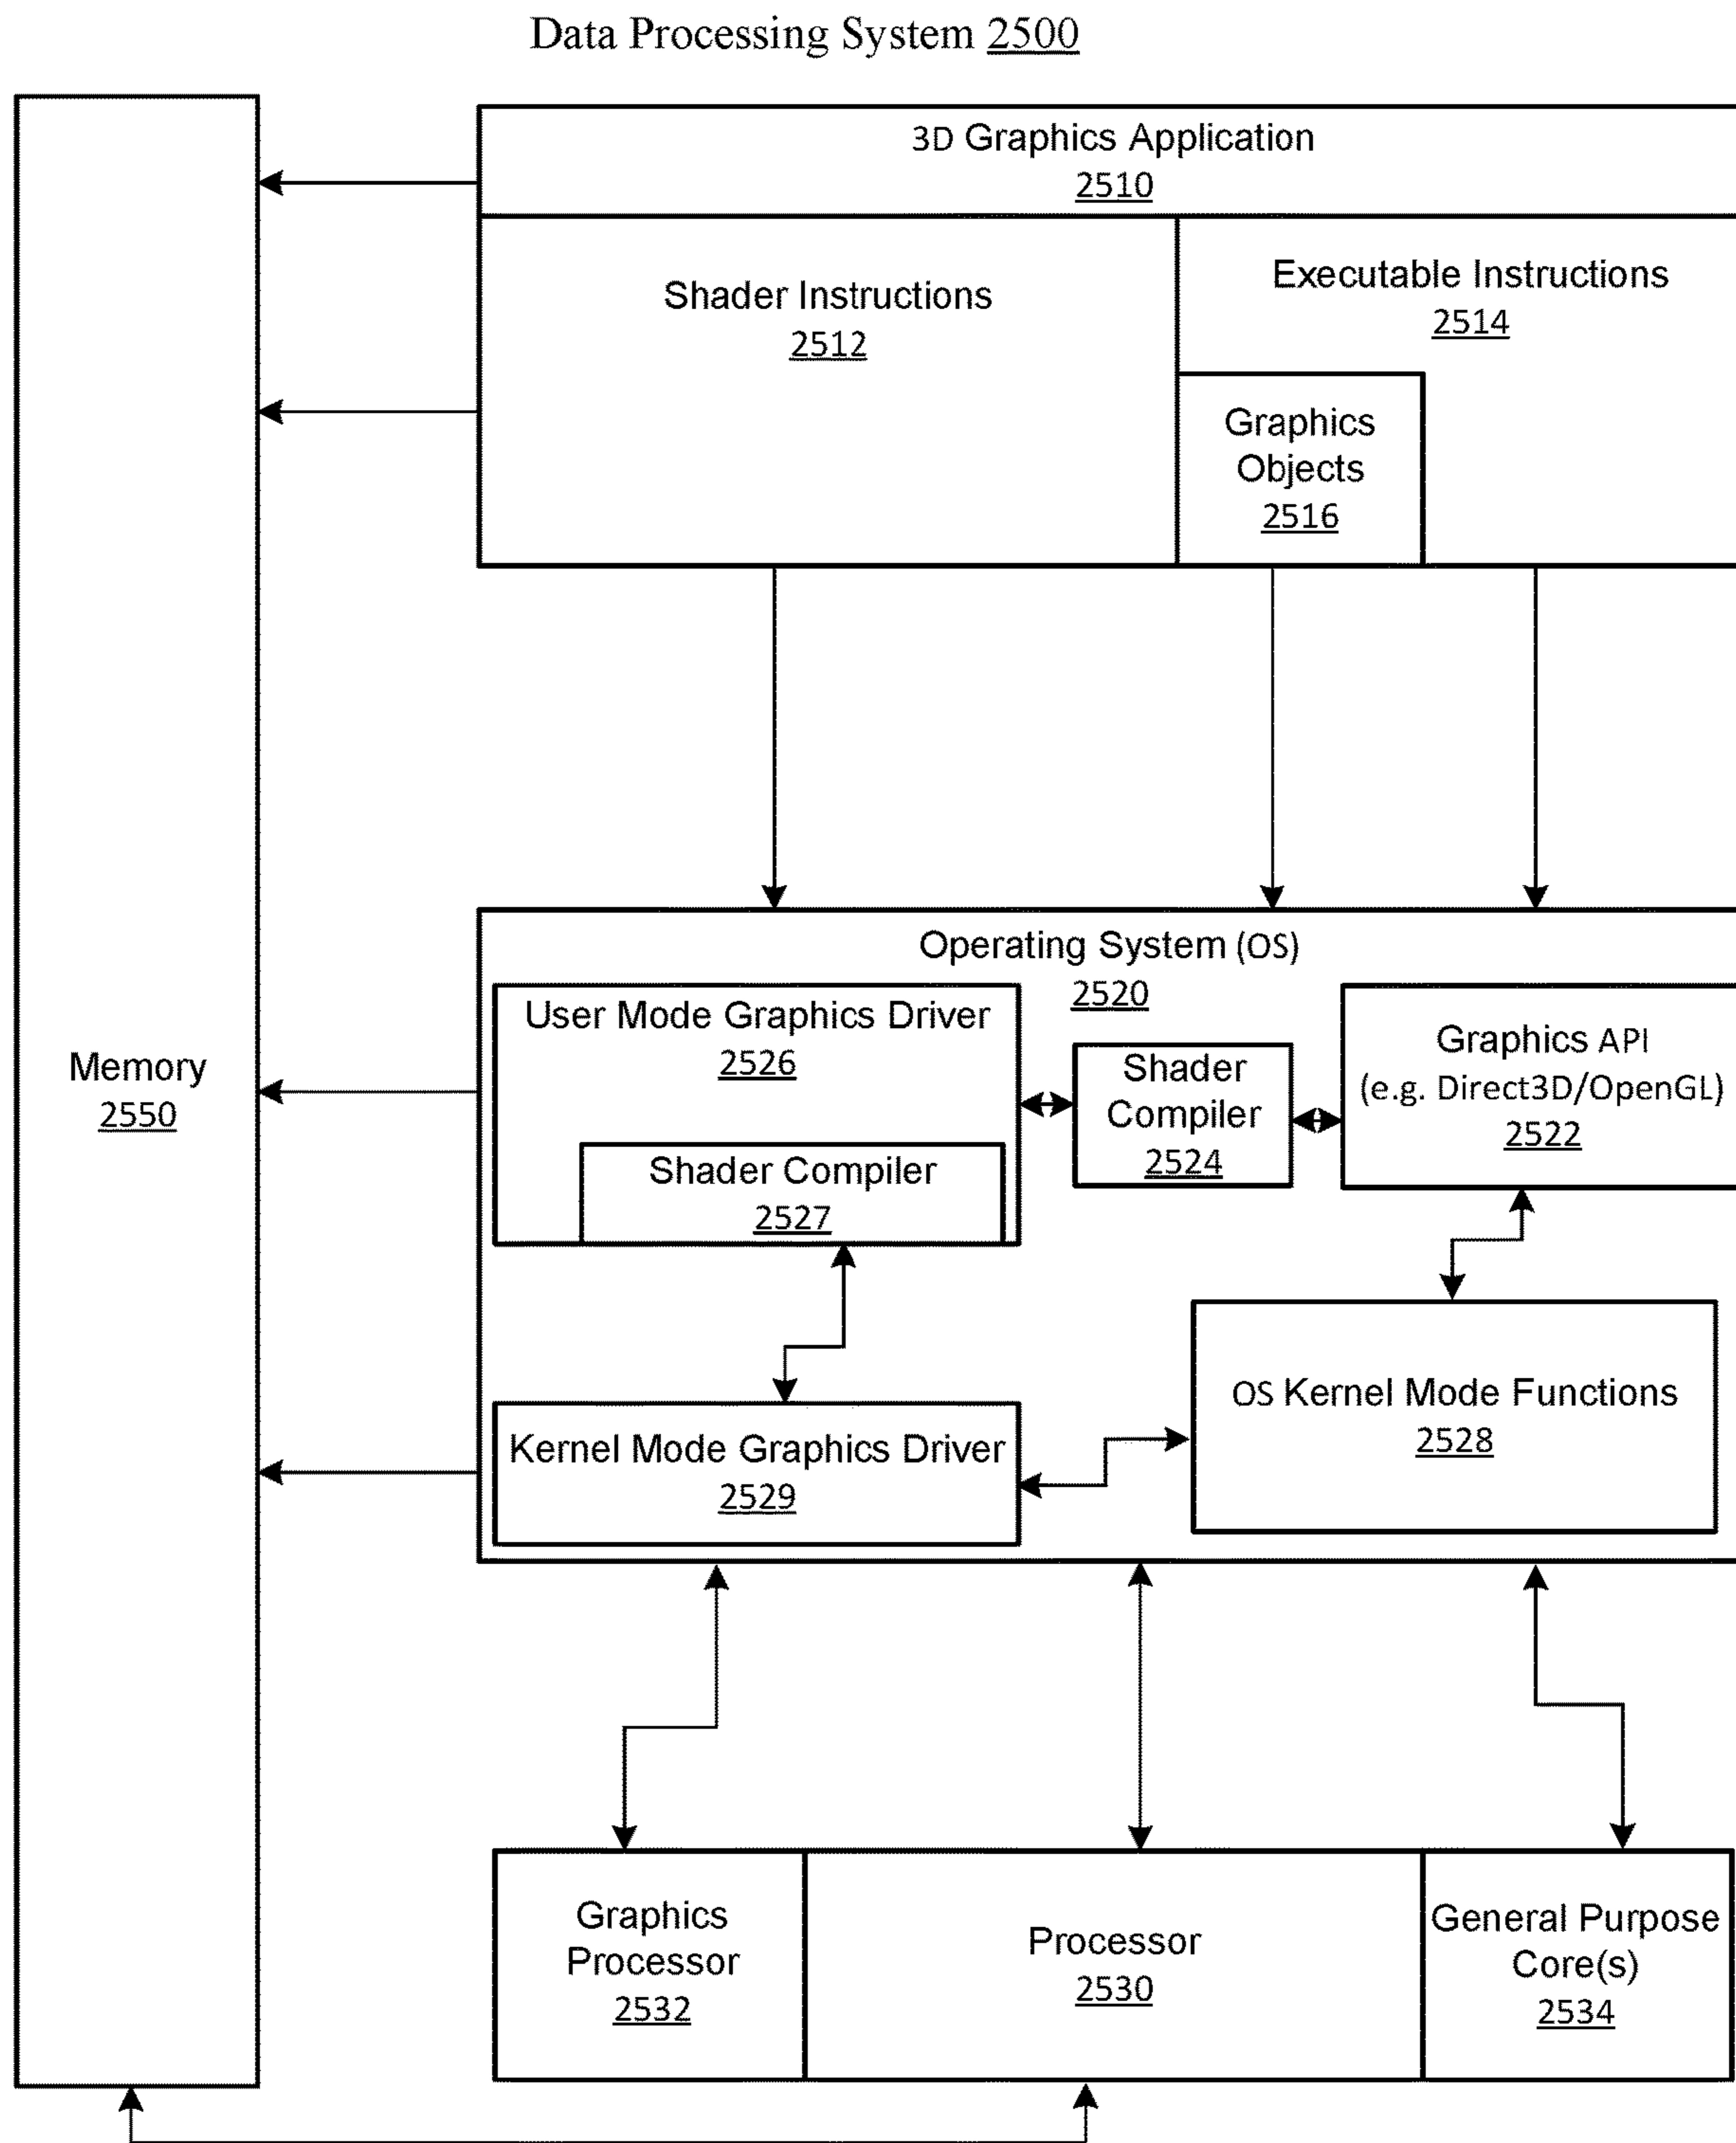 Data Processing System 2500
3D Graphics Application
2510
Shader Instructions
2512
Executable Instructions
2514
Graphics
Objects
2516
Memory
2550
Operating System (OS)
2520
User Mode Graphics Driver
2526
Shader Compiler
2527
Shader
Compiler
2524
Graphics API
(e.g. Direct3D/OpenGL)
2522
Kernel Mode Graphics Driver
2529
OS Kernel Mode Functions
2528
Graphics
Processor
2532
Processor
2530
General Purpose
Core(s)
2534